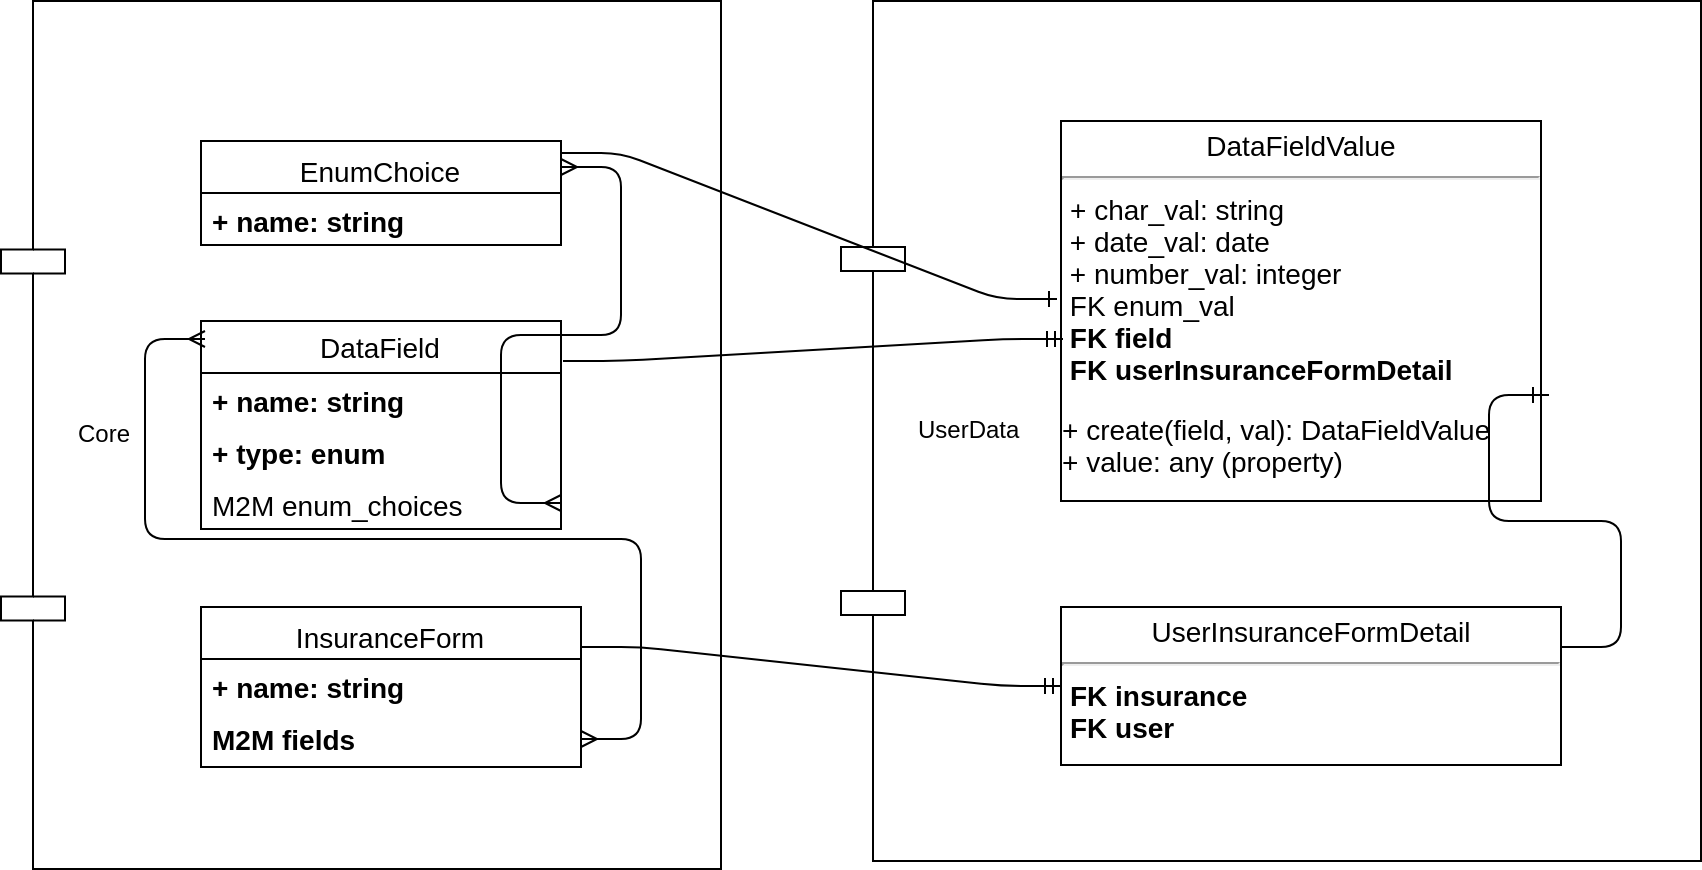 EnumChoice
+ name: string
DataField
+ name: string
+ type: enum
M2M enum_choices
Core
InsuranceForm
+ name: string
M2M fields
DataFieldValue
+ char_val: string
+ date_val: date
+ number_val: integer
FK enum_val
FK field
FK userInsuranceFormDetail
+ create(field, val): DataFieldValue
+ value: any (property)
UserData
UserInsuranceFormDetail
FK insurance
FK user